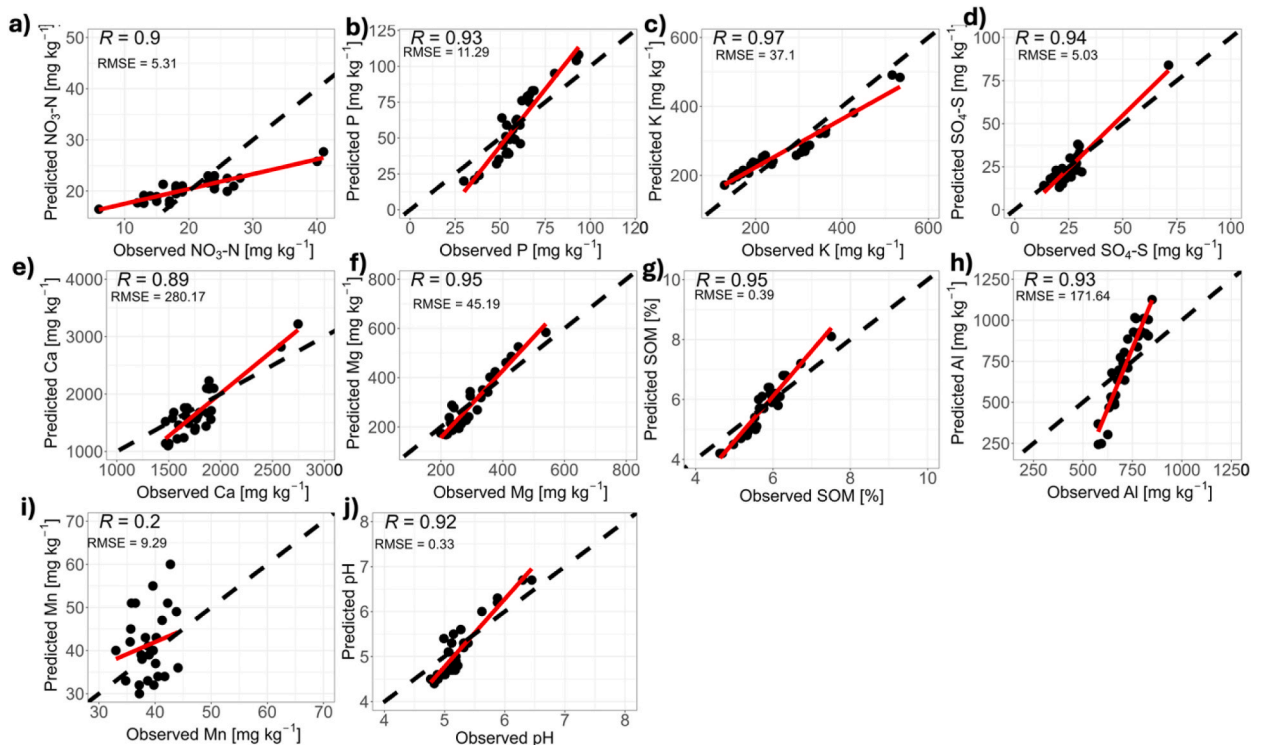 a)
R = 0.9
RMSE = 5.31
Predicted NO₃-N [mg kg⁻¹]
50
40
30
20
10 20 30 40
Observed NO₃-N [mg kg⁻¹]
b)
R = 0.93
RMSE = 11.29
Predicted P [mg kg⁻¹]
125
100
75
50
25
0
0 25 50 75 100 120
Observed P [mg kg⁻¹]
c)
R = 0.97
RMSE = 37.1
Predicted K [mg kg⁻¹]
600
400
200
200 400 600
Observed K [mg kg⁻¹]
d)
R = 0.94
RMSE = 5.03
Predicted SO₄-S [mg kg⁻¹]
100
75
50
25
0
0 25 50 75 100
Observed SO₄-S [mg kg⁻¹]
e)
R = 0.89
RMSE = 280.17
Predicted Ca [mg kg⁻¹]
4000
3000
2000
1000
1000 1500 2000 2500 3000
Observed Ca [mg kg⁻¹]
f)
R = 0.95
RMSE = 45.19
Predicted Mg [mg kg⁻¹]
800
600
400
200
200 400 600 800
Observed Mg [mg kg⁻¹]
g)
R = 0.95
RMSE = 0.39
Predicted SOM [%]
10
8
6
4
4 6 8 10
Observed SOM [%]
h)
R = 0.93
RMSE = 171.64
Predicted Al [mg kg⁻¹]
1250
1000
750
500
250
250 500 750 1000 1250
Observed Al [mg kg⁻¹]
i)
R = 0.2
RMSE = 9.29
Predicted Mn [mg kg⁻¹]
70
60
50
40
30
30 40 50 60 70
Observed Mn [mg kg⁻¹]
j)
R = 0.92
RMSE = 0.33
Predicted pH
8
7
6
5
4
4 5 6 7 8
Observed pH